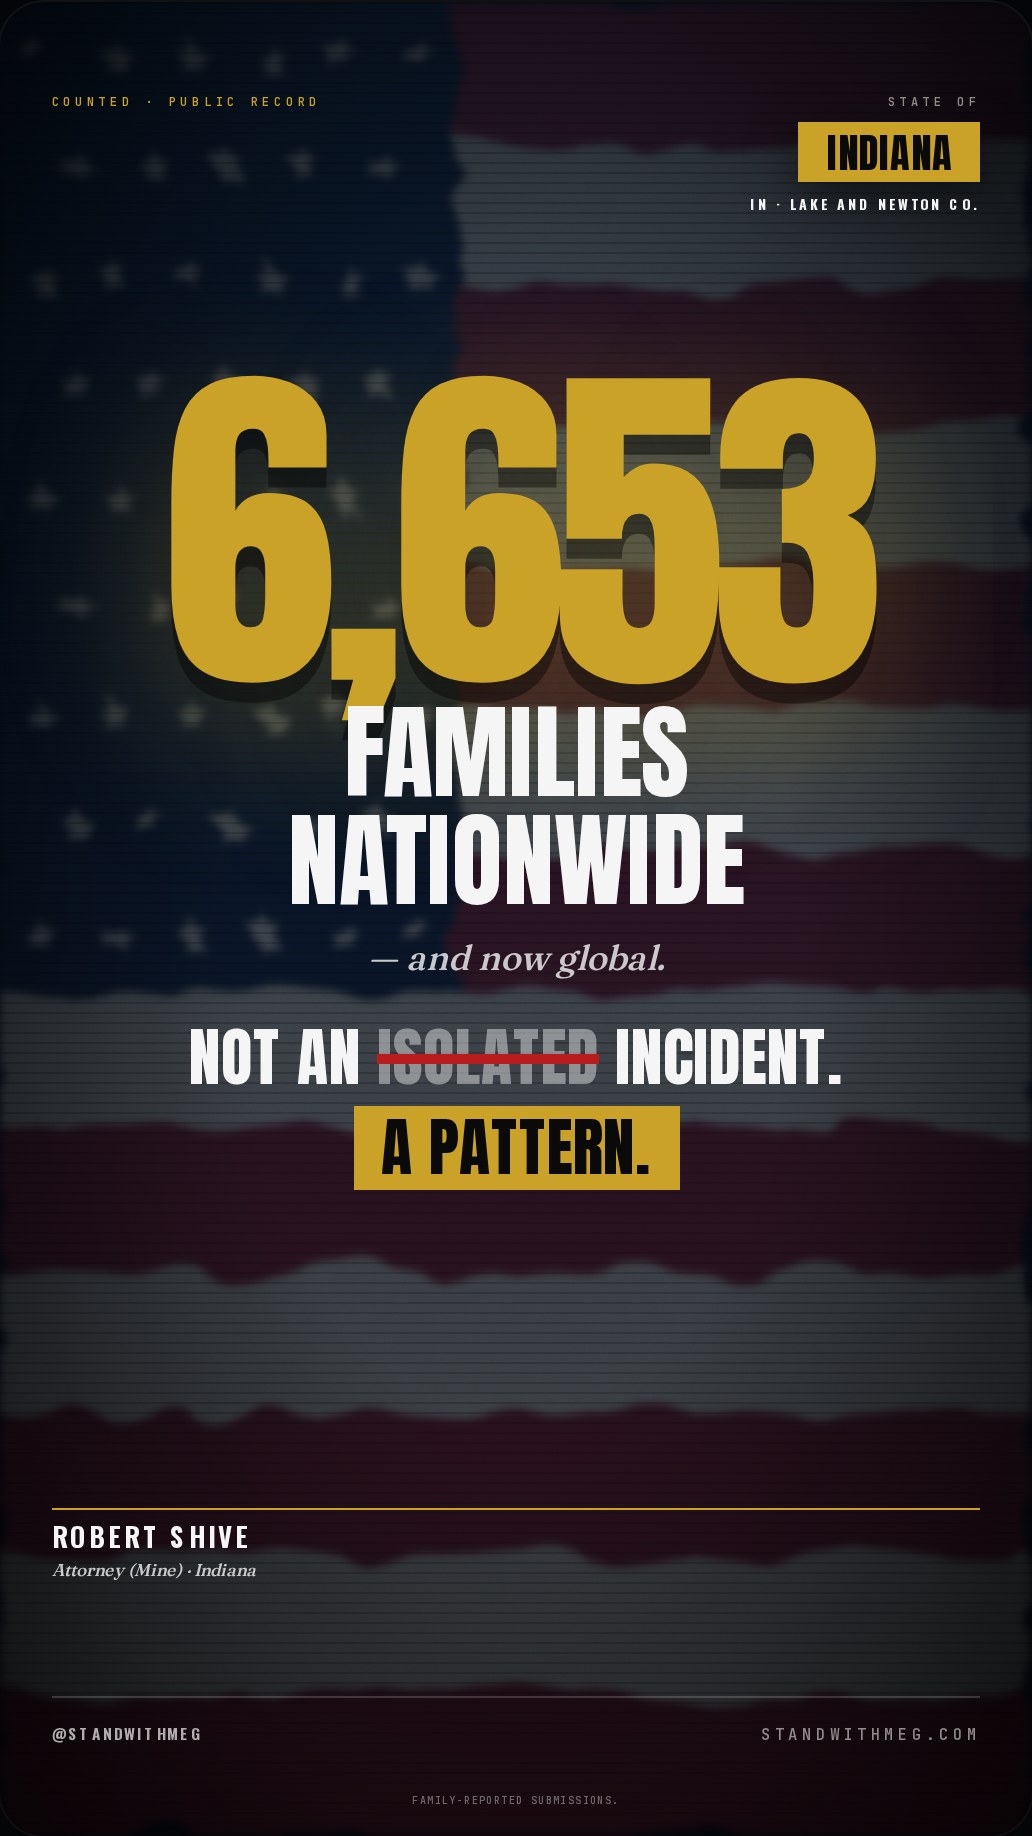 COUNTED · PUBLIC RECORD
STATE OF
INDIANA
IN · LAKE AND NEWTON CO.
6,653
FAMILIES
NATIONWIDE
— and now global.
NOT AN ISOLATED INCIDENT.
A PATTERN.
ROBERT SHIVE
Attorney (Mine) · Indiana
@STANDWITHMEG
STANDWITHMEG.COM
FAMILY-REPORTED SUBMISSIONS.